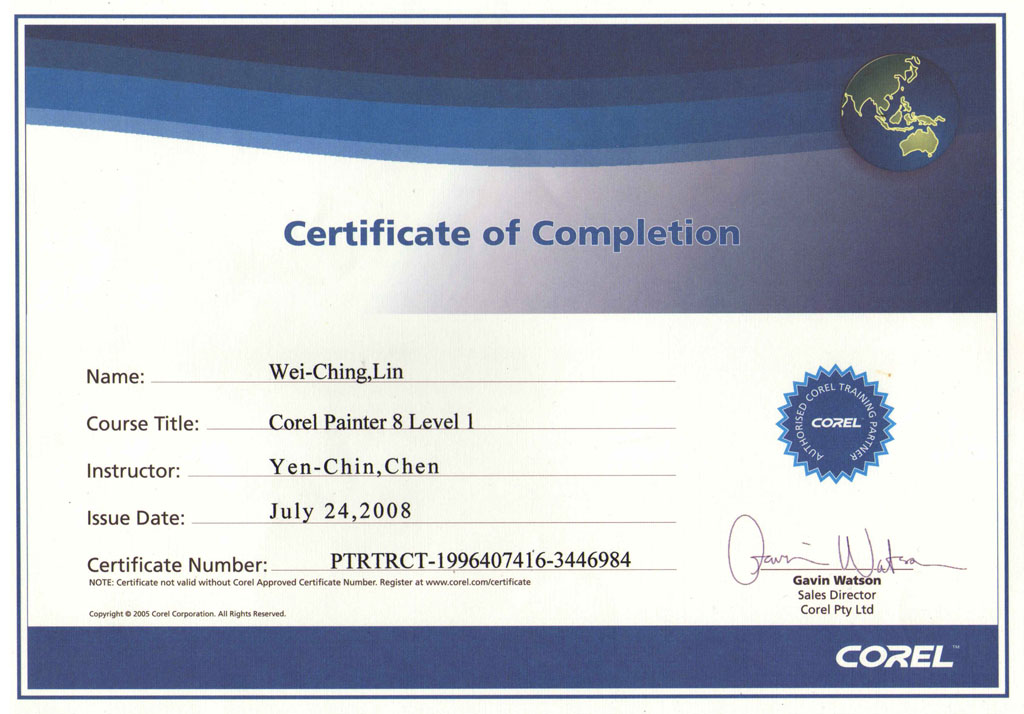 Certificate of Completion
Name: Wei-Ching,Lin
Course Title: Corel Painter 8 Level 1
Instructor: Yen-Chin,Chen
Issue Date: July 24,2008
Certificate Number: PTRTRCT-1996407416-3446984
NOTE: Certificate not valid without Corel Approved Certificate Number. Register at www.corel.com/certificate
Copyright © 2005 Corel Corporation. All Rights Reserved.
AUTHORISED COREL TRAINING PARTNER
COREL
Gavin Watson
Gavin Watson
Sales Director
Corel Pty Ltd
COREL™